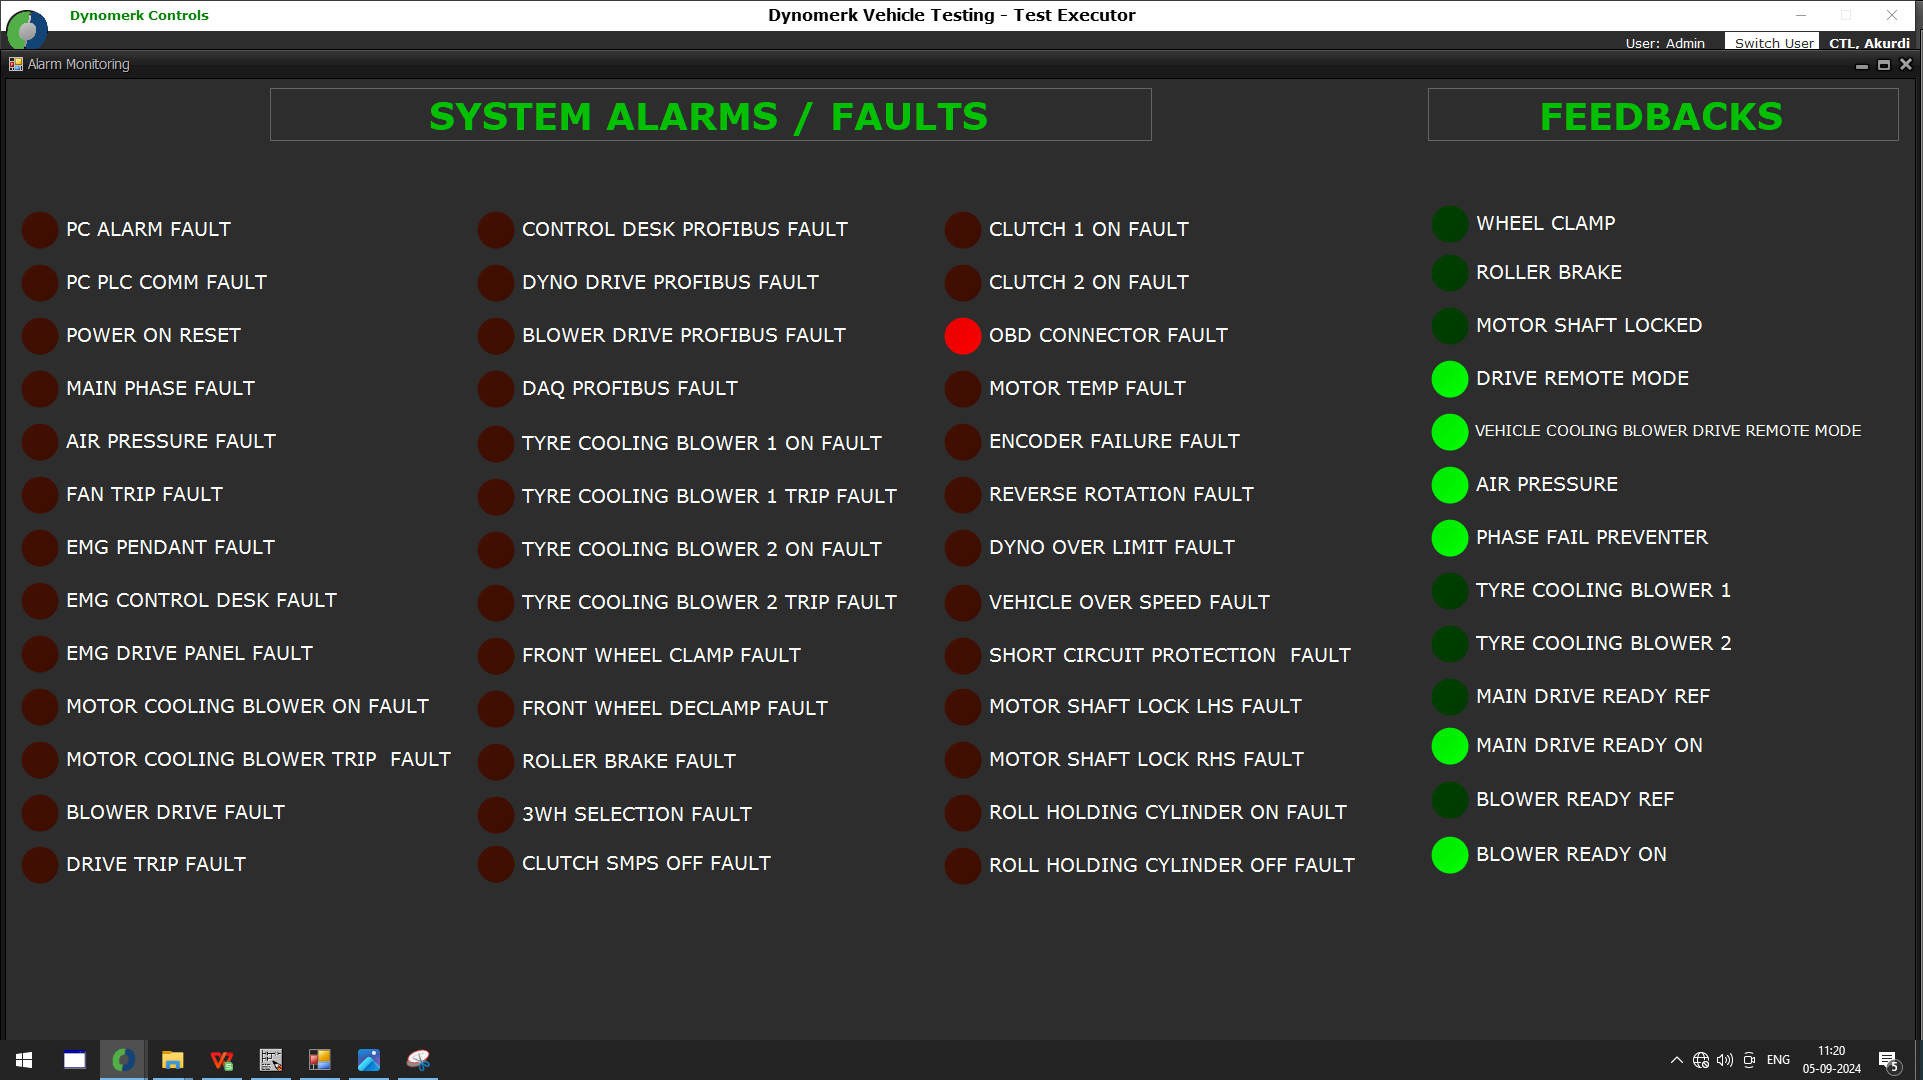 Dynomerk Controls
Dynomerk Vehicle Testing - Test Executor
User: Admin
Switch User
CTL, Akurdi
Alarm Monitoring
SYSTEM ALARMS / FAULTS
FEEDBACKS
PC ALARM FAULT
PC PLC COMM FAULT
POWER ON RESET
MAIN PHASE FAULT
AIR PRESSURE FAULT
FAN TRIP FAULT
EMG PENDANT FAULT
EMG CONTROL DESK FAULT
EMG DRIVE PANEL FAULT
MOTOR COOLING BLOWER ON FAULT
MOTOR COOLING BLOWER TRIP  FAULT
BLOWER DRIVE FAULT
DRIVE TRIP FAULT
CONTROL DESK PROFIBUS FAULT
DYNO DRIVE PROFIBUS FAULT
BLOWER DRIVE PROFIBUS FAULT
DAQ PROFIBUS FAULT
TYRE COOLING BLOWER 1 ON FAULT
TYRE COOLING BLOWER 1 TRIP FAULT
TYRE COOLING BLOWER 2 ON FAULT
TYRE COOLING BLOWER 2 TRIP FAULT
FRONT WHEEL CLAMP FAULT
FRONT WHEEL DECLAMP FAULT
ROLLER BRAKE FAULT
3WH SELECTION FAULT
CLUTCH SMPS OFF FAULT
CLUTCH 1 ON FAULT
CLUTCH 2 ON FAULT
OBD CONNECTOR FAULT
MOTOR TEMP FAULT
ENCODER FAILURE FAULT
REVERSE ROTATION FAULT
DYNO OVER LIMIT FAULT
VEHICLE OVER SPEED FAULT
SHORT CIRCUIT PROTECTION  FAULT
MOTOR SHAFT LOCK LHS FAULT
MOTOR SHAFT LOCK RHS FAULT
ROLL HOLDING CYLINDER ON FAULT
ROLL HOLDING CYLINDER OFF FAULT
WHEEL CLAMP
ROLLER BRAKE
MOTOR SHAFT LOCKED
DRIVE REMOTE MODE
VEHICLE COOLING BLOWER DRIVE REMOTE MODE
AIR PRESSURE
PHASE FAIL PREVENTER
TYRE COOLING BLOWER 1
TYRE COOLING BLOWER 2
MAIN DRIVE READY REF
MAIN DRIVE READY ON
BLOWER READY REF
BLOWER READY ON
ENG
11:20
05-09-2024
5